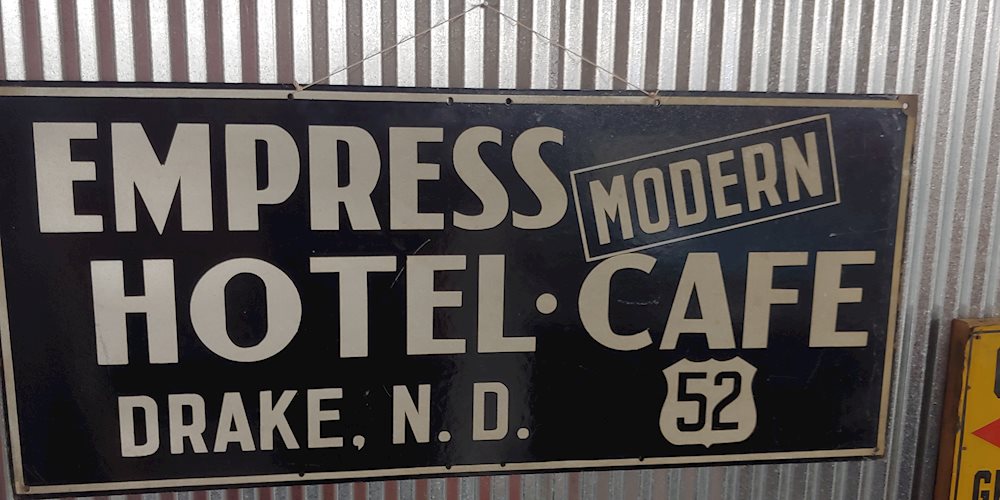 EMPRESS
MODERN
HOTEL · CAFE
DRAKE, N. D.
52